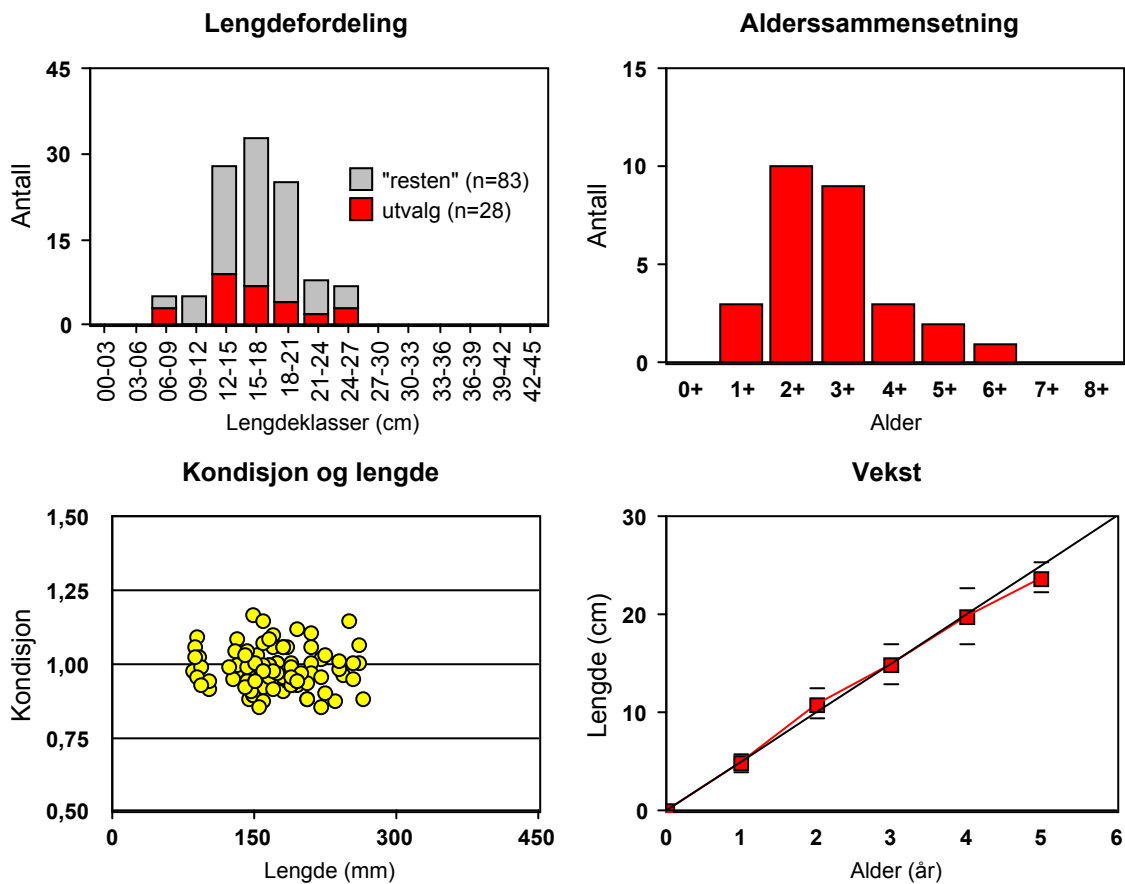 Lengdefordeling
Antall
45
30
15
0
"resten" (n=83)
utvalg (n=28)
00-03 03-06 06-09 09-12 12-15 15-18 18-21 21-24 24-27 27-30 30-33 33-36 36-39 39-42 42-45
Lengdeklasser (cm)
Alderssammensetning
Antall
15
10
5
0
0+ 1+ 2+ 3+ 4+ 5+ 6+ 7+ 8+
Alder
Kondisjon og lengde
Kondisjon
1,50
1,25
1,00
0,75
0,50
0 150 300 450
Lengde (mm)
Vekst
Lengde (cm)
30
20
10
0
0 1 2 3 4 5 6
Alder (år)